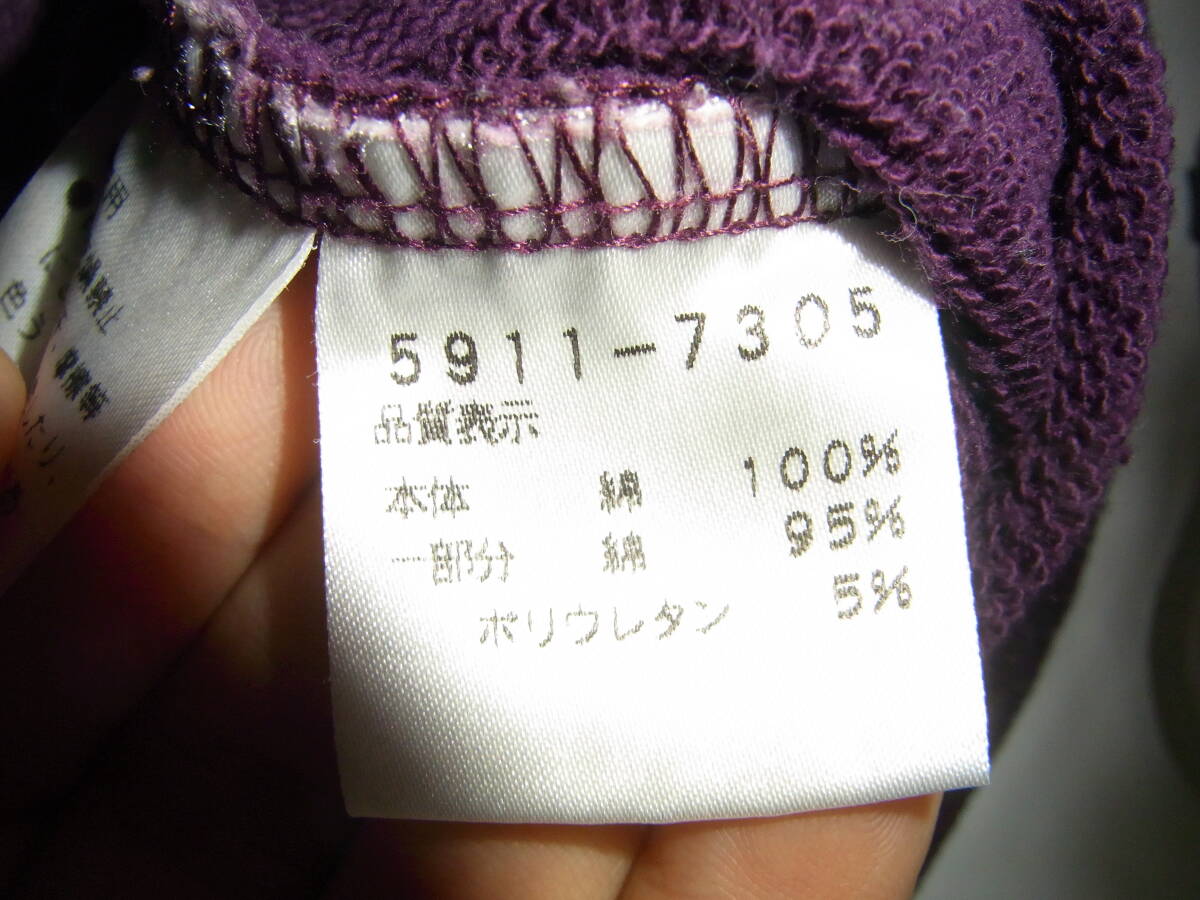 5911-7305
品質表示
本体 綿 100%
一部分 綿 95%
ポリウレタン 5%